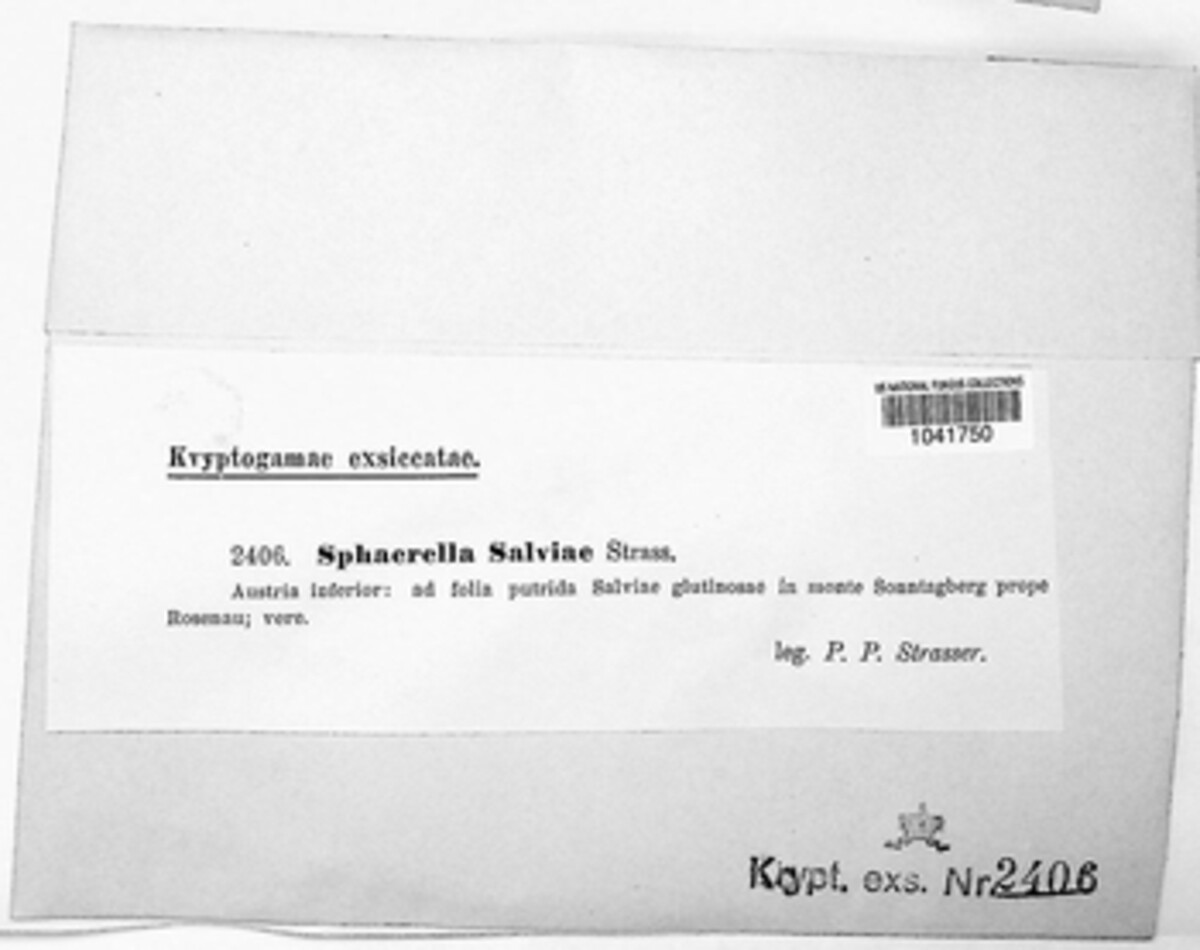 US NATIONAL FUNGUS COLLECTIONS
1041750
Kryptogamae exsiccatae.
2406. Sphaerella Salviae Strass.
Austria inferior: ad folia putrida Salviae glutinosae in monte Sonntagberg prope
Rosenau; vere.
leg. P. P. Strasser.
Krypt. exs. Nr 2406